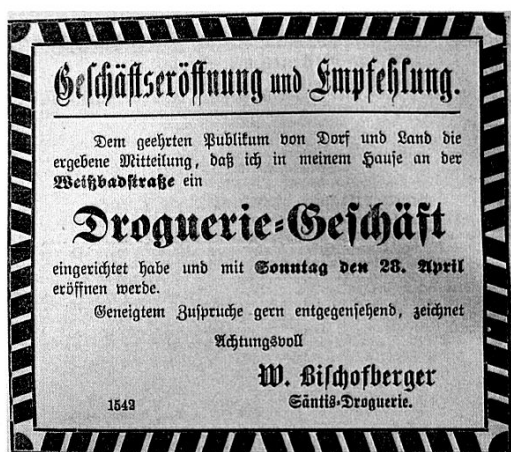 Geschäftseröffnung und Empfehlung.
Dem geehrten Publikum von Dorf und Land die
ergebene Mitteilung, daß ich in meinem Hause an der
Weißbadstraße ein
Droguerie-Geschäft
eingerichtet habe und mit Sonntag den 28. April
eröffnen werde.
Geneigtem Zuspruche gern entgegensehend, zeichnet
Achtungsvoll
W. Bischofberger
1542
Säntis-Droguerie.